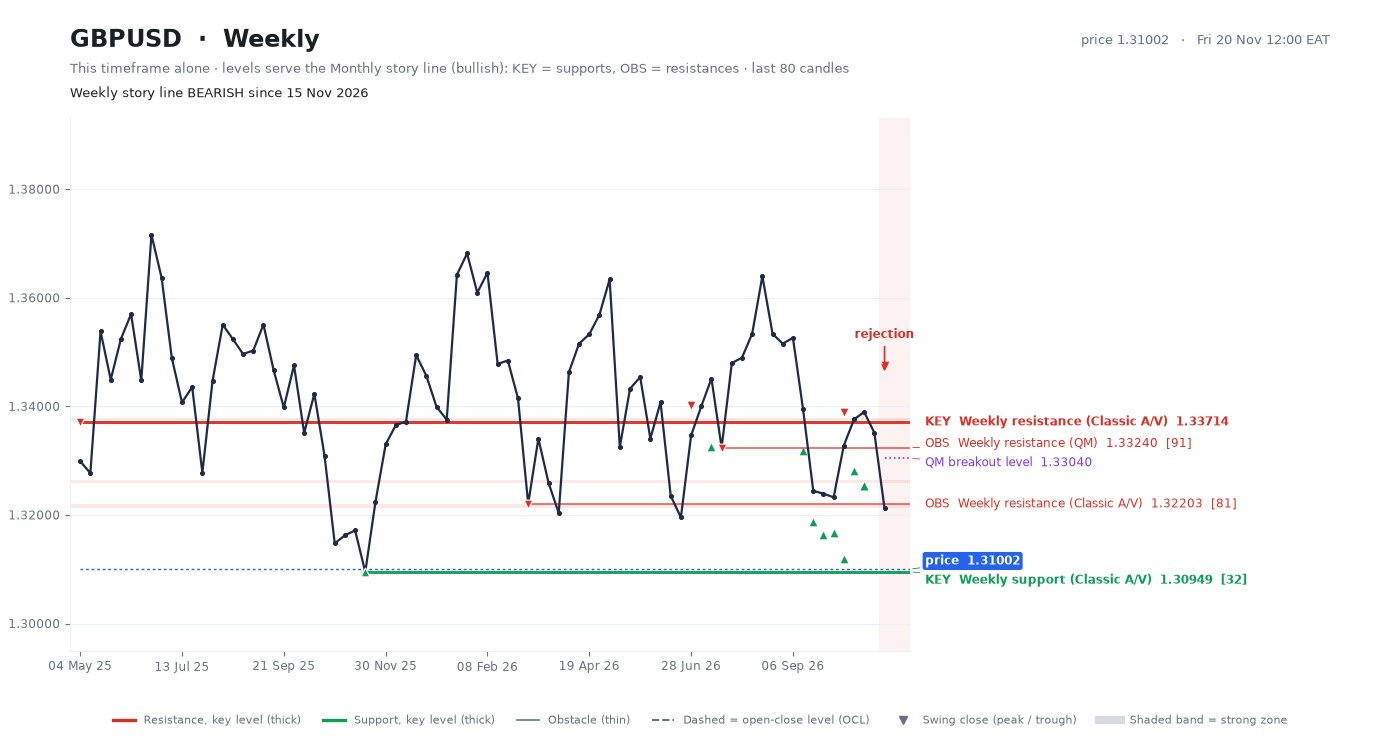 GBPUSD · Weekly
price 1.31002 · Fri 20 Nov 12:00 EAT
This timeframe alone · levels serve the Monthly story line (bullish): KEY = supports, OBS = resistances · last 80 candles
Weekly story line BEARISH since 15 Nov 2026
1.38000
1.36000
1.34000
1.32000
1.30000
rejection
KEY Weekly resistance (Classic A/V) 1.33714
OBS Weekly resistance (QM) 1.33240 [91]
QM breakout level 1.33040
OBS Weekly resistance (Classic A/V) 1.32203 [81]
price 1.31002
KEY Weekly support (Classic A/V) 1.30949 [32]
04 May 25
13 Jul 25
21 Sep 25
30 Nov 25
08 Feb 26
19 Apr 26
28 Jun 26
06 Sep 26
Resistance, key level (thick)
Support, key level (thick)
Obstacle (thin)
Dashed = open-close level (OCL)
Swing close (peak / trough)
Shaded band = strong zone